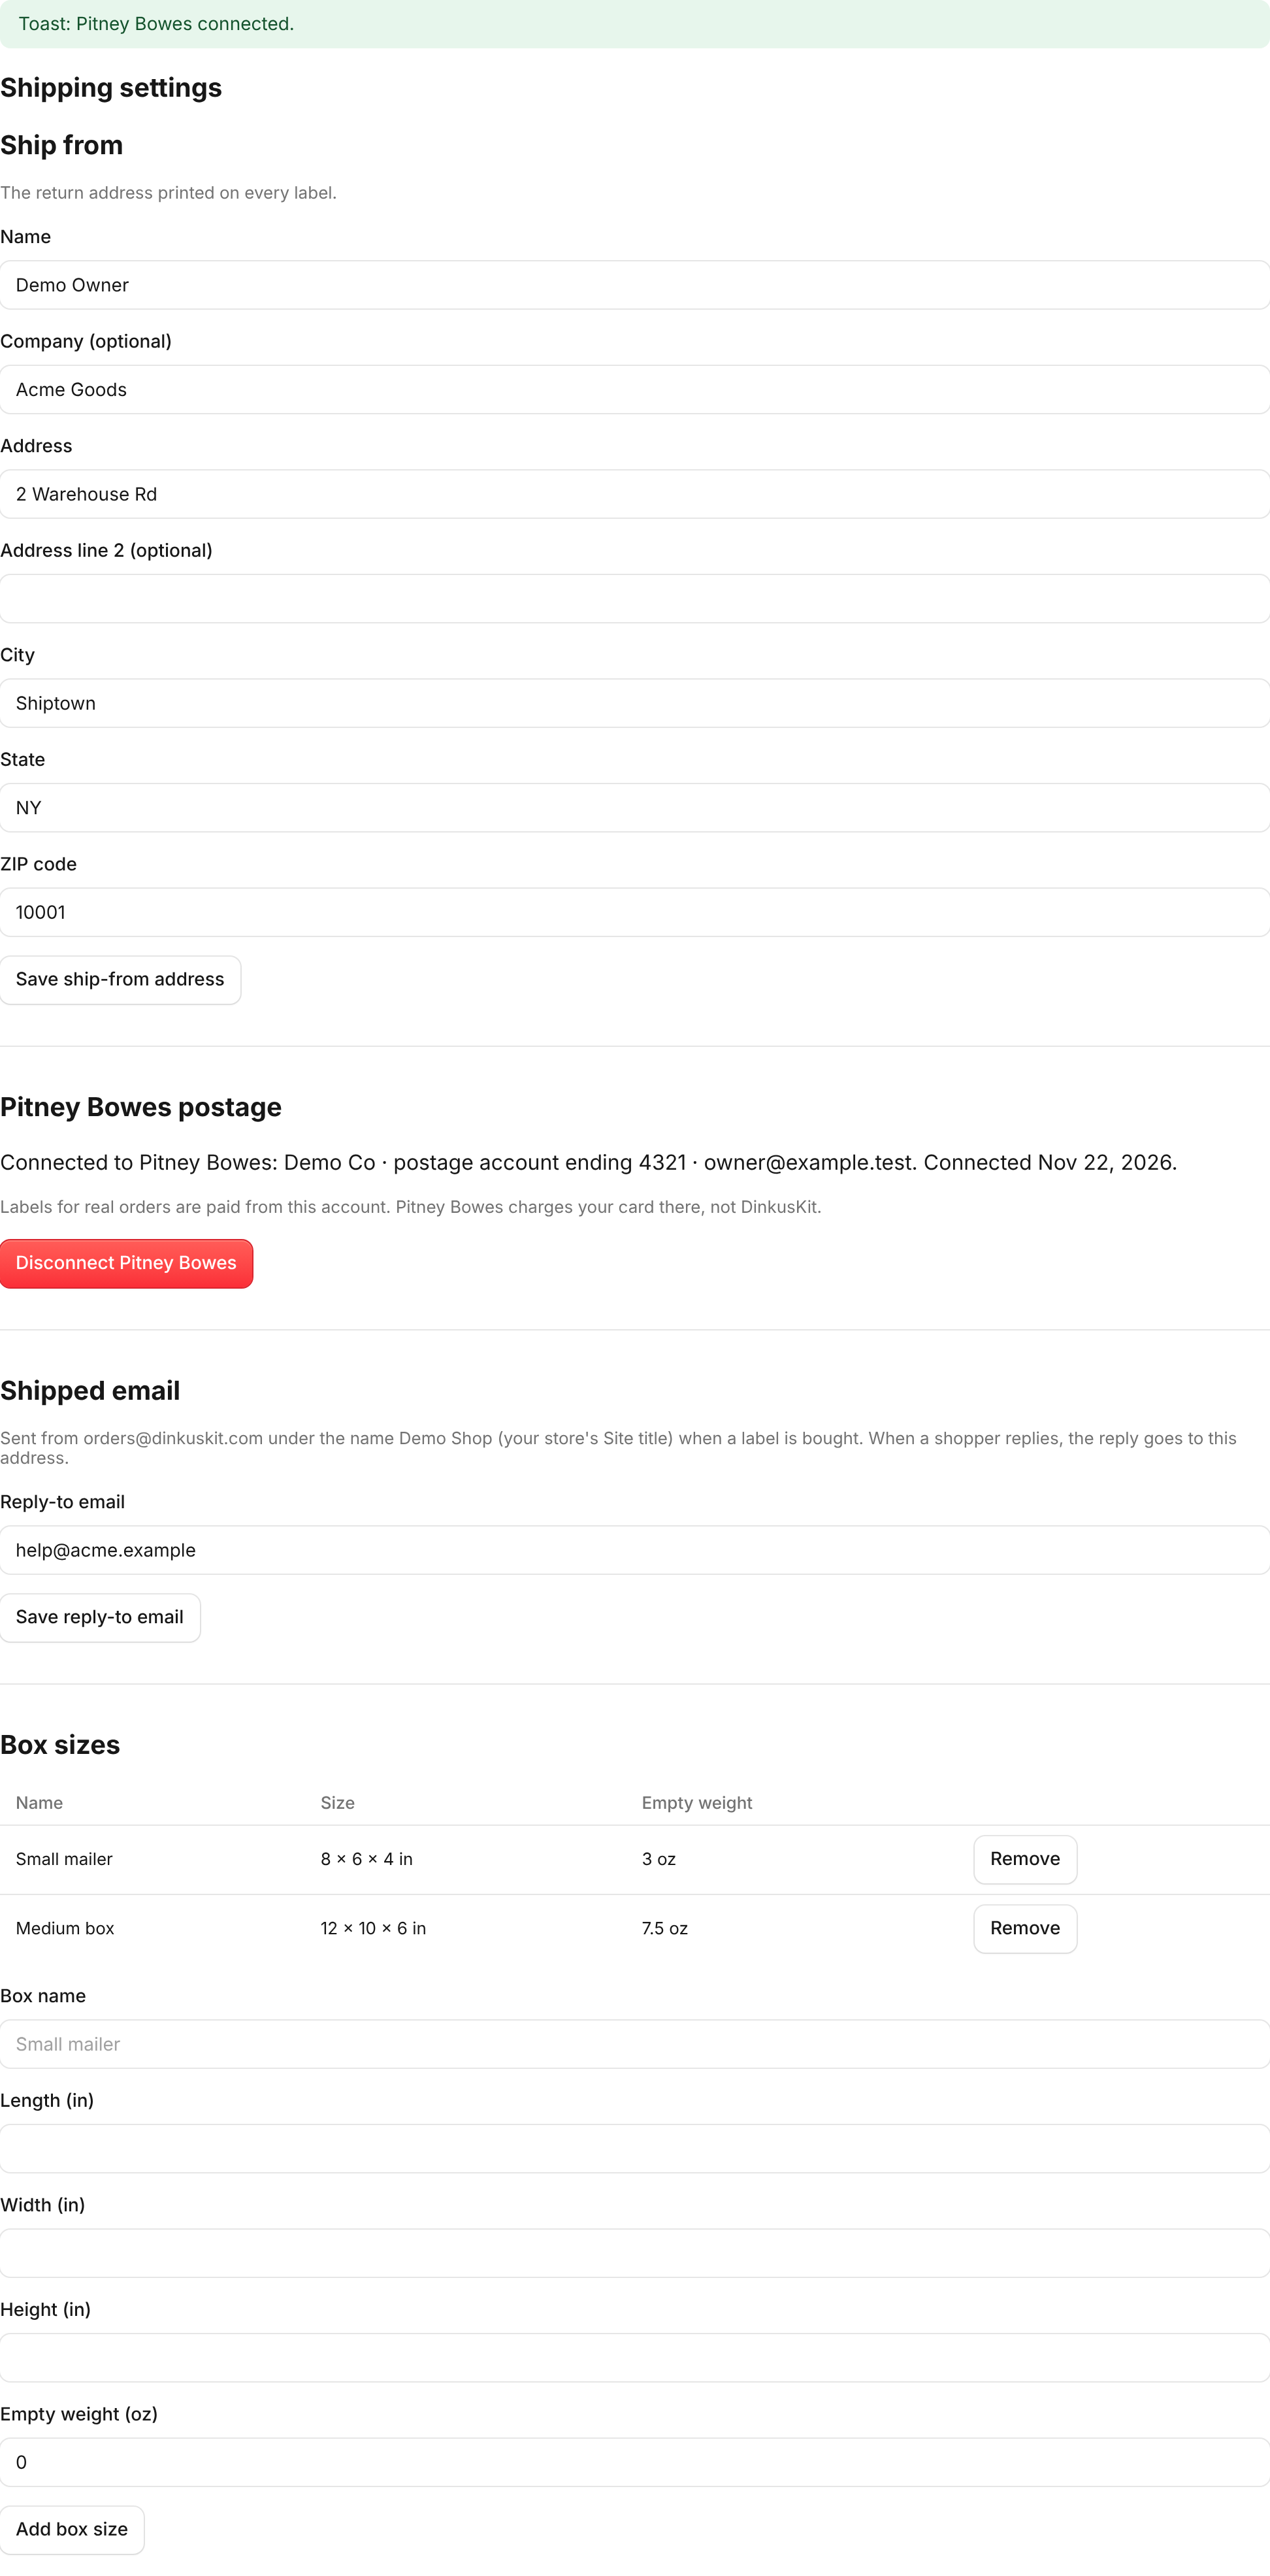 Toast: Pitney Bowes connected.
Shipping settings
Ship from
The return address printed on every label.
Name
Demo Owner
Company (optional)
Acme Goods
Address
2 Warehouse Rd
Address line 2 (optional)
City
Shiptown
State
NY
ZIP code
10001
Save ship-from address
Pitney Bowes postage
Connected to Pitney Bowes: Demo Co · postage account ending 4321 · owner@example.test. Connected Nov 22, 2026.
Labels for real orders are paid from this account. Pitney Bowes charges your card there, not DinkusKit.
Disconnect Pitney Bowes
Shipped email
Sent from orders@dinkuskit.com under the name Demo Shop (your store's Site title) when a label is bought. When a shopper replies, the reply goes to this
address.
Reply-to email
help@acme.example
Save reply-to email
Box sizes
Name Size Empty weight
Small mailer 8 × 6 × 4 in 3 oz Remove
Medium box 12 × 10 × 6 in 7.5 oz Remove
Box name
Small mailer
Length (in)
Width (in)
Height (in)
Empty weight (oz)
0
Add box size